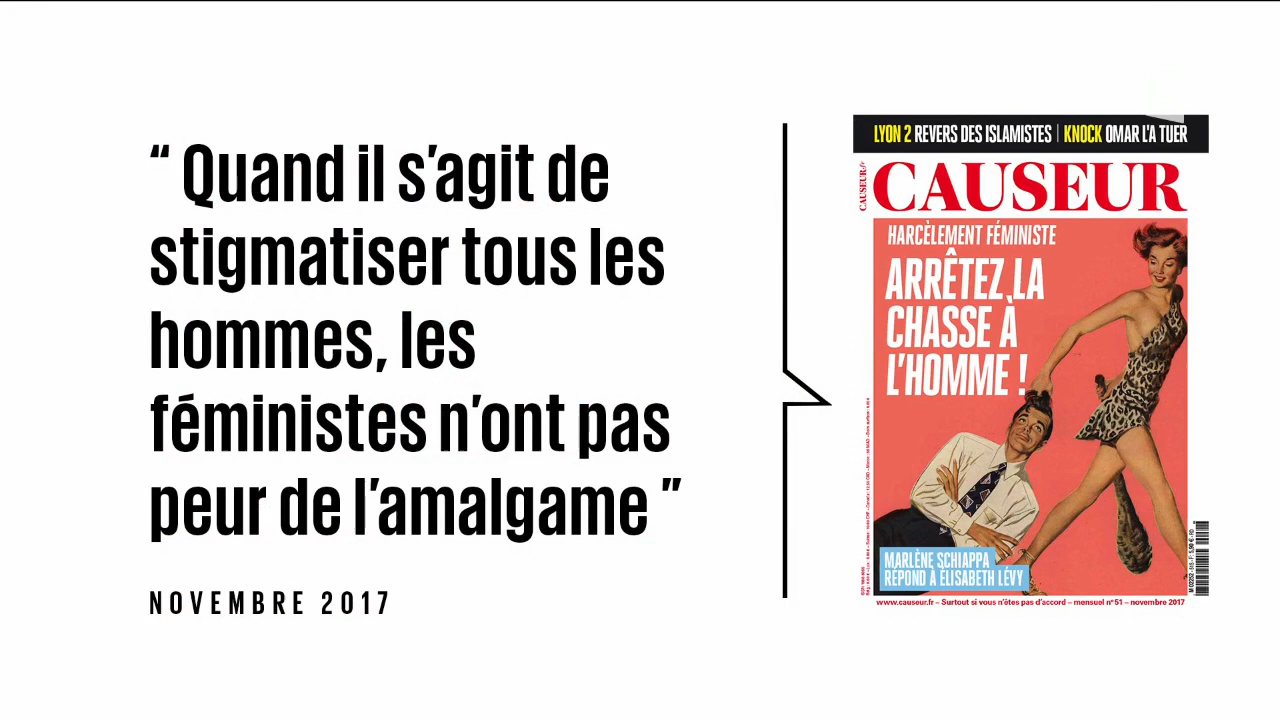 “ Quand il s’agit de
stigmatiser tous les
hommes, les
féministes n’ont pas
peur de l’amalgame ”
NOVEMBRE 2017
LYON 2 REVERS DES ISLAMISTES | KNOCK OMAR L'A TUER
CAUSEUR.fr
CAUSEUR
HARCÈLEMENT FÉMINISTE
ARRÊTEZ LA
CHASSE À
L'HOMME !
MARLÈNE SCHIAPPA
RÉPOND À ÉLISABETH LÉVY
www.causeur.fr – Surtout si vous n'êtes pas d'accord – mensuel n°51 – novembre 2017